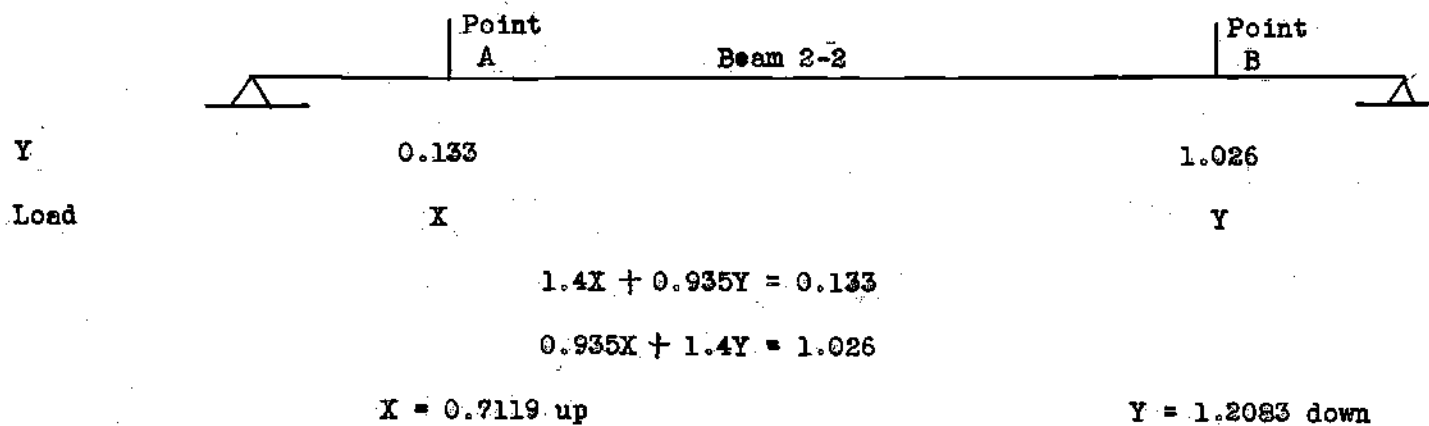 Point Point
A Beam 2-2 B
Y 0.133 1.026
Load X Y
1.4X + 0.935Y = 0.133
0.935X + 1.4Y = 1.026
X = 0.7119 up Y = 1.2083 down